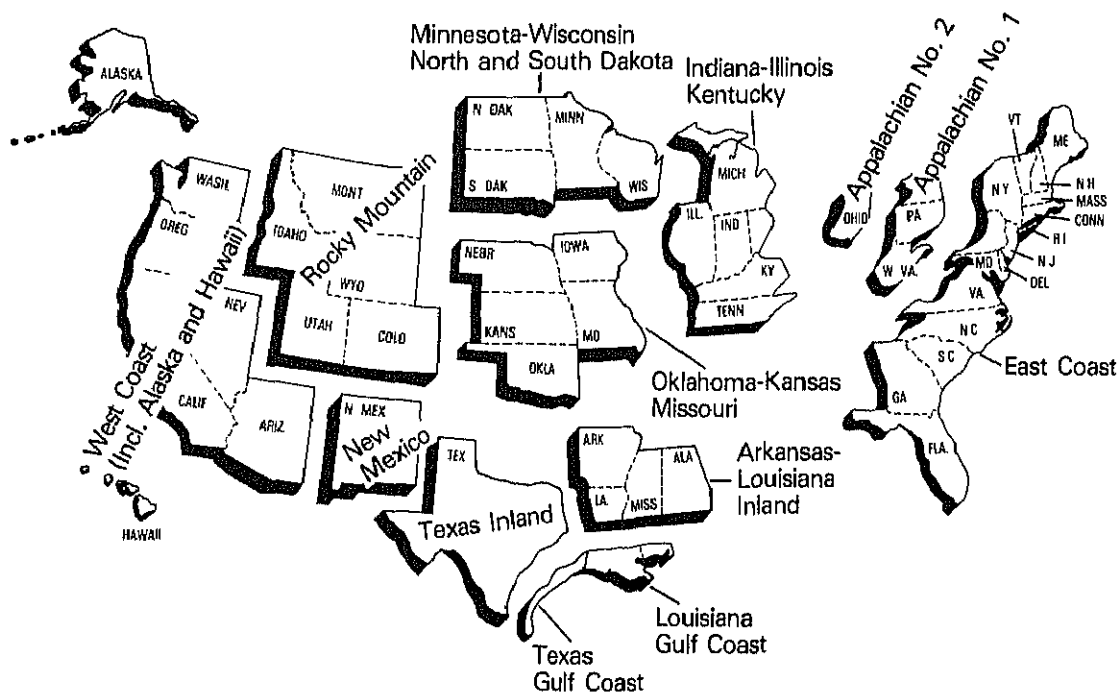 Minnesota-Wisconsin
North and South Dakota
Indiana-Illinois
Kentucky
Appalachian No. 2
Appalachian No. 1
ALASKA
WASH.
OREG
NEV
CALIF
ARIZ
HAWAII
West Coast
(Incl. Alaska and Hawaii)
MONT
IDAHO
WYO
UTAH
COLO
Rocky Mountain
N MEX
New
Mexico
N DAK
MINN
S DAK
WIS
NEBR
IOWA
KANS
MO
OKLA
Oklahoma-Kansas
Missouri
MICH
ILL.
IND
KY
TENN
OHIO
PA
W VA.
VT
ME
NY
N H
MASS
CONN
RI
N J
DEL
MD
VA.
N C
S C
GA
FLA.
East Coast
TEX
Texas Inland
ARK
LA.
MISS
ALA
Arkansas-
Louisiana
Inland
Louisiana
Gulf Coast
Texas
Gulf Coast